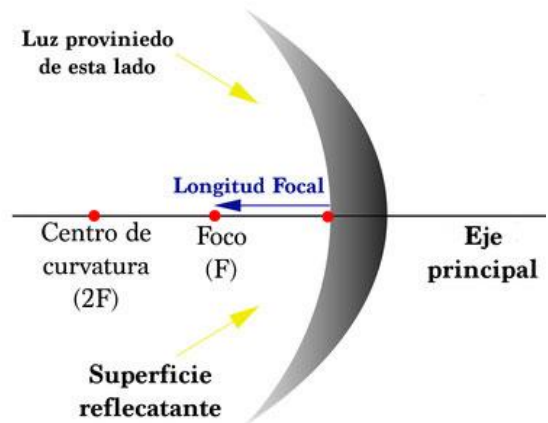 Luz proviniedo
de esta lado
Longitud Focal
Centro de
curvatura
(2F)
Foco
(F)
Eje
principal
Superficie
reflecatante